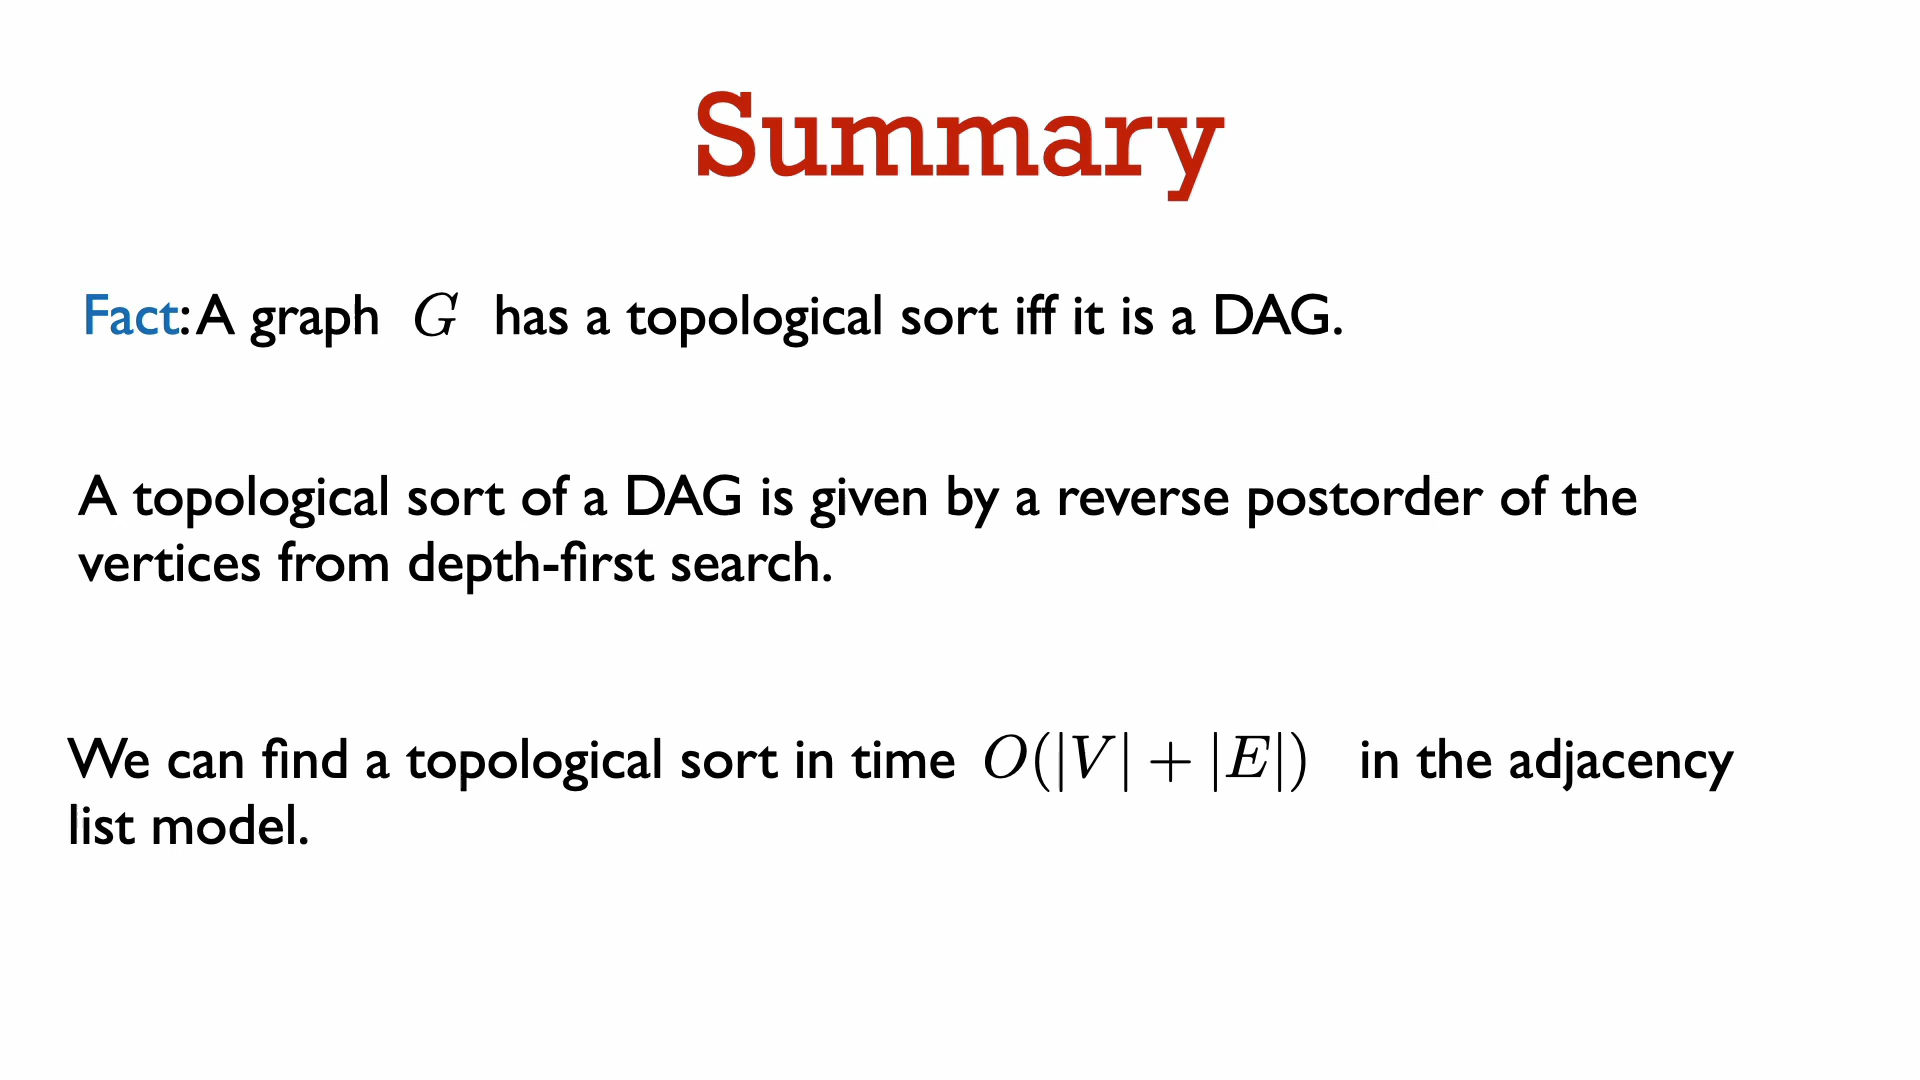 Summary
Fact: A graph G has a topological sort iff it is a DAG.
A topological sort of a DAG is given by a reverse postorder of the
vertices from depth-first search.
We can find a topological sort in time O(|V| + |E|) in the adjacency
list model.